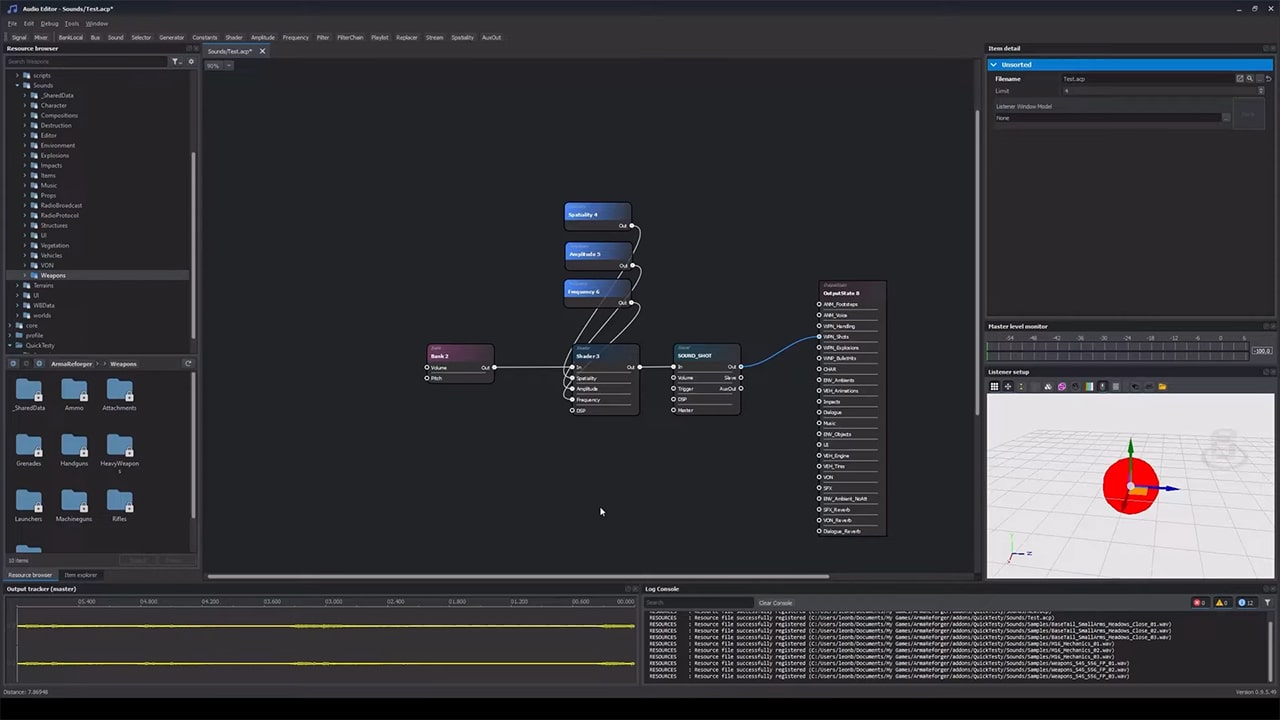 Audio Editor - Sounds/Test.acp*
File Edit Debug Tools Window
Signal Mixer BankLocal Bus Sound Selector Generator Constants Shader Amplitude Frequency Filter FilterChain Playlist Replacer Stream Spatiality AuxOut
Resource browser
Search Weapons
scripts
Sounds
_SharedData
Character
Compositions
Destruction
Editor
Environment
Explosions
Impacts
Items
Music
Props
RadioBroadcast
RadioProtocol
Structures
UI
Vegetation
Vehicles
VON
Weapons
Terrains
UI
WBData
worlds
core
profile
QuickTesty
ArmaReforger > Weapons
_SharedData Ammo Attachments
Grenades Handguns HeavyWeapons
Launchers Machineguns Rifles
10 items
Resource browser Item explorer
Sounds/Test.acp*
90%
Spatiality 4
Out
Amplitude 5
Out
Frequency 6
Out
Bank
Bank 2
Volume Out
Pitch
Shader
Shader 3
In Out
Spatiality
Amplitude
Frequency
DSP
SOUND_SHOT
In Out
Volume Slave
Trigger AuxOut
DSP
Master
OutputState
OutputState 8
ANM_Footsteps
ANM_Voice
WPN_Handling
WPN_Shots
WPN_Explosions
WNP_BulletHits
CHAR
ENV_Ambients
VEH_Animations
Impacts
Dialogue
Music
ENV_Objects
UI
VEH_Engine
VEH_Tires
VON
SFX
ENV_Ambient_NoAtt
SFX_Reverb
VON_Reverb
Dialogue_Reverb
Item detail
Unsorted
Filename Test.acp
Limit 4
Listener Window Model
None
Master level monitor
-54 -48 -42 -36 -30 -24 -18 -12 -6 0 6
-100.0
Listener setup
Output tracker (master)
05.400 04.800 04.200 03.600 03.000 02.400 01.800 01.200 00.600 00.000
Log Console
Search Clear Console 0 0 12
RESOURCES : Resource file successfully registered (C:/Users/leonb/Documents/My Games/ArmaReforger/addons/QuickTesty/Sounds/Test.acp)
RESOURCES : Resource file successfully registered (C:/Users/leonb/Documents/My Games/ArmaReforger/addons/QuickTesty/Sounds/Samples/BaseTail_SmallArms_Meadows_Close_01.wav)
RESOURCES : Resource file successfully registered (C:/Users/leonb/Documents/My Games/ArmaReforger/addons/QuickTesty/Sounds/Samples/BaseTail_SmallArms_Meadows_Close_02.wav)
RESOURCES : Resource file successfully registered (C:/Users/leonb/Documents/My Games/ArmaReforger/addons/QuickTesty/Sounds/Samples/BaseTail_SmallArms_Meadows_Close_03.wav)
RESOURCES : Resource file successfully registered (C:/Users/leonb/Documents/My Games/ArmaReforger/addons/QuickTesty/Sounds/Samples/M16_Mechanics_01.wav)
RESOURCES : Resource file successfully registered (C:/Users/leonb/Documents/My Games/ArmaReforger/addons/QuickTesty/Sounds/Samples/M16_Mechanics_02.wav)
RESOURCES : Resource file successfully registered (C:/Users/leonb/Documents/My Games/ArmaReforger/addons/QuickTesty/Sounds/Samples/M16_Mechanics_03.wav)
RESOURCES : Resource file successfully registered (C:/Users/leonb/Documents/My Games/ArmaReforger/addons/QuickTesty/Sounds/Samples/Weapons_545_556_FP_01.wav)
RESOURCES : Resource file successfully registered (C:/Users/leonb/Documents/My Games/ArmaReforger/addons/QuickTesty/Sounds/Samples/Weapons_545_556_FP_02.wav)
RESOURCES : Resource file successfully registered (C:/Users/leonb/Documents/My Games/ArmaReforger/addons/QuickTesty/Sounds/Samples/Weapons_545_556_FP_03.wav)
Distance: 7.86948
Version 0.9.5.49